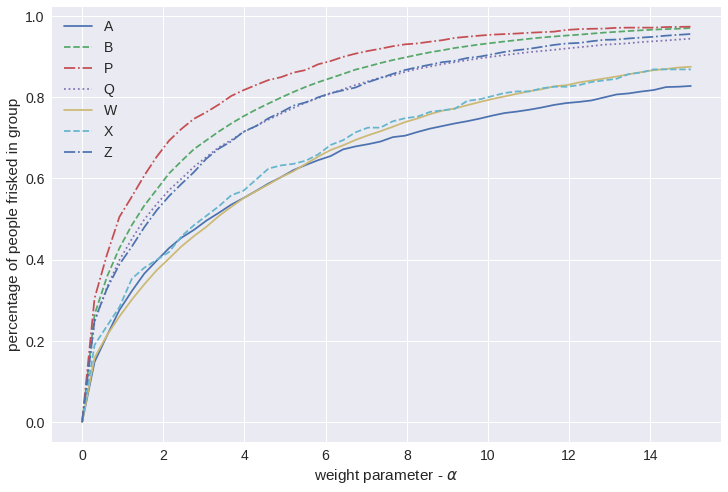 1.0
0.8
0.6
0.4
0.2
0.0
percentage of people frisked in group
A
B
P
Q
W
X
Z
0 2 4 6 8 10 12 14
weight parameter - α